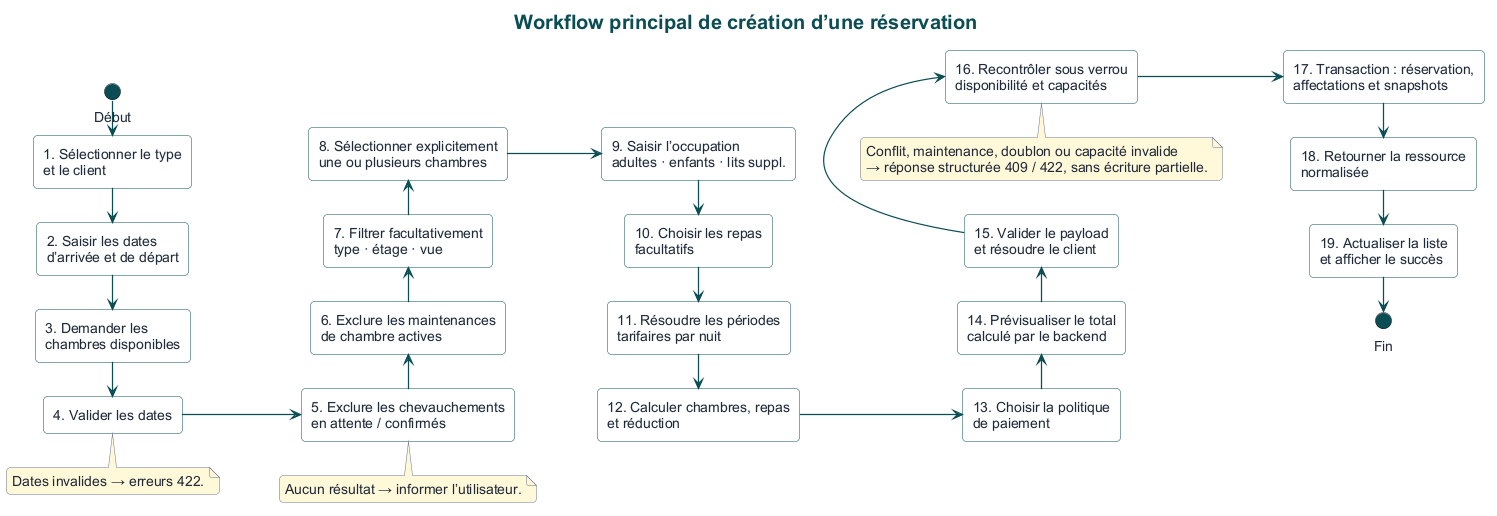 Workflow principal de création d’une réservation
Début
1. Sélectionner le type
et le client
2. Saisir les dates
d’arrivée et de départ
3. Demander les
chambres disponibles
4. Valider les dates
Dates invalides → erreurs 422.
5. Exclure les chevauchements
en attente / confirmés
Aucun résultat → informer l’utilisateur.
6. Exclure les maintenances
de chambre actives
7. Filtrer facultativement
type · étage · vue
8. Sélectionner explicitement
une ou plusieurs chambres
9. Saisir l’occupation
adultes · enfants · lits suppl.
10. Choisir les repas
facultatifs
11. Résoudre les périodes
tarifaires par nuit
12. Calculer chambres, repas
et réduction
13. Choisir la politique
de paiement
14. Prévisualiser le total
calculé par le backend
15. Valider le payload
et résoudre le client
16. Recontrôler sous verrou
disponibilité et capacités
Conflit, maintenance, doublon ou capacité invalide
→ réponse structurée 409 / 422, sans écriture partielle.
17. Transaction : réservation,
affectations et snapshots
18. Retourner la ressource
normalisée
19. Actualiser la liste
et afficher le succès
Fin